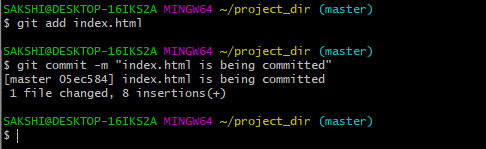 SAKSHI@DESKTOP-16IKS2A MINGW64 ~/project_dir (master)
$ git add index.html
SAKSHI@DESKTOP-16IKS2A MINGW64 ~/project_dir (master)
$ git commit -m "index.html is being committed"
[master 05ec584] index.html is being committed
 1 file changed, 8 insertions(+)
SAKSHI@DESKTOP-16IKS2A MINGW64 ~/project_dir (master)
$